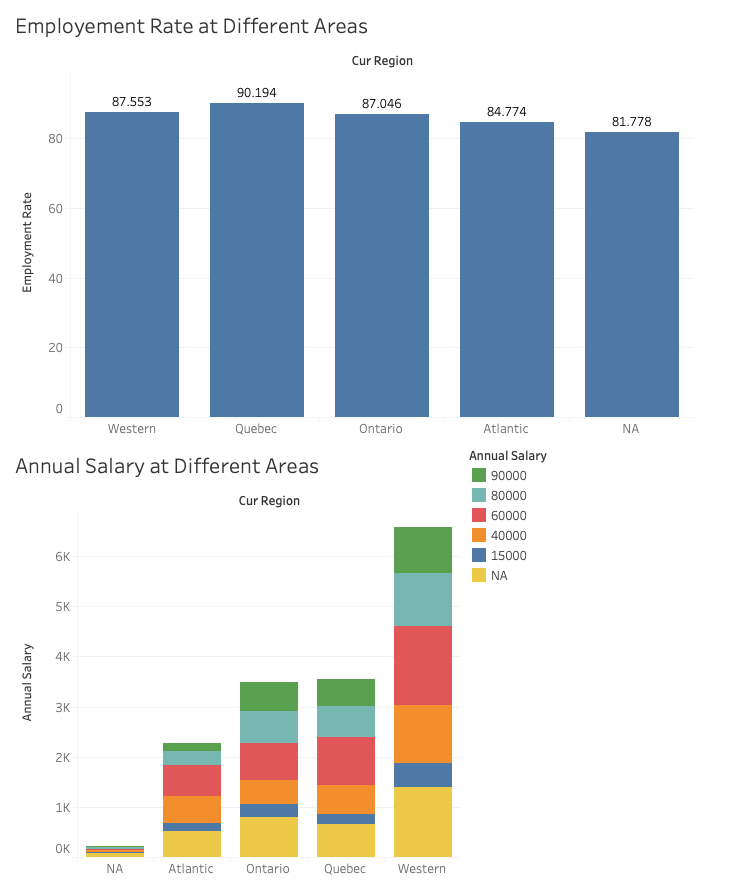 Employement Rate at Different Areas
Cur Region
87.553
90.194
87.046
84.774
81.778
80
60
40
20
0
Employment Rate
Western
Quebec
Ontario
Atlantic
NA
Annual Salary at Different Areas
Annual Salary
90000
80000
60000
40000
15000
NA
Cur Region
6K
5K
4K
3K
2K
1K
0K
Annual Salary
NA
Atlantic
Ontario
Quebec
Western